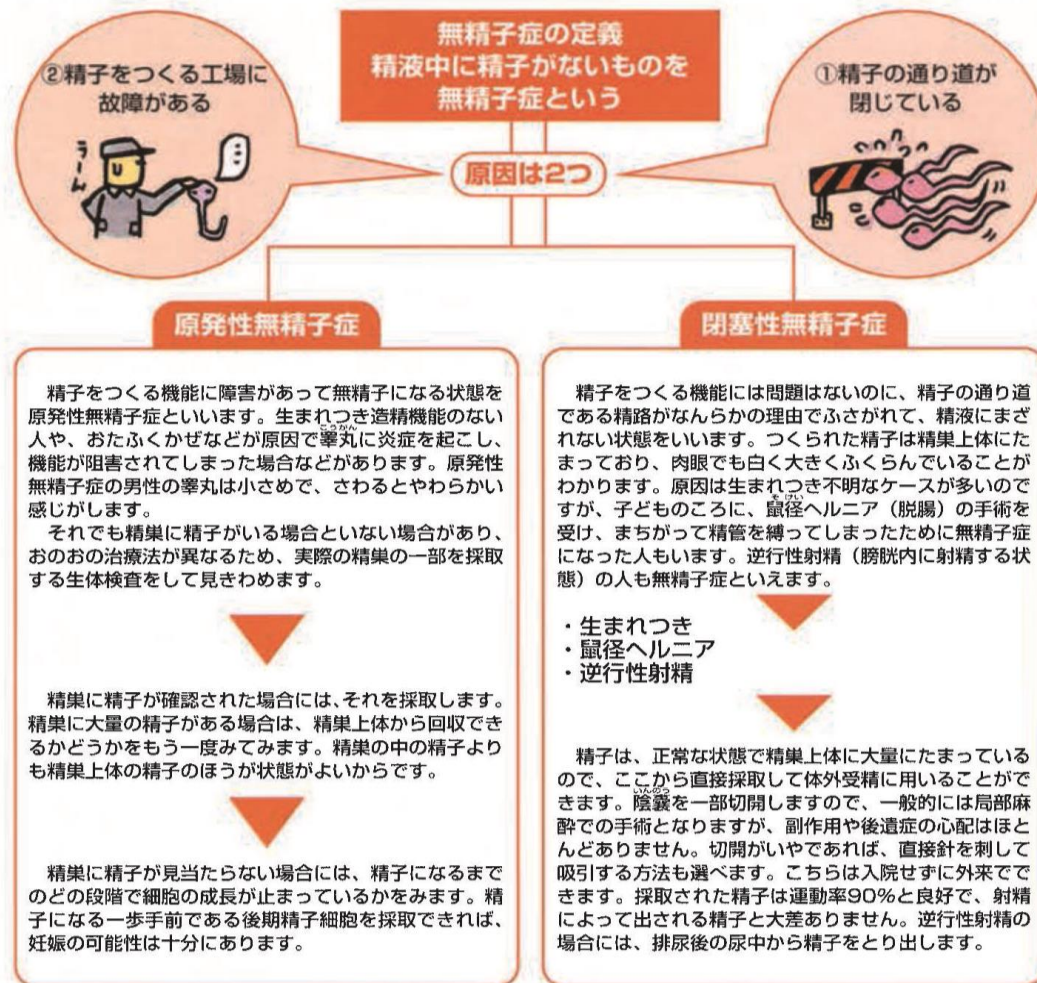 無精子症の定義
精液中に精子がないものを
無精子症という
②精子をつくる工場に
故障がある
うーん
①精子の通り道が
閉じている
原因は2つ
原発性無精子症
精子をつくる機能に障害があって無精子になる状態を
原発性無精子症といいます。生まれつき造精機能のない
人や、おたふくかぜなどが原因で睾丸に炎症を起こし、
機能が阻害されてしまった場合などがあります。原発性
無精子症の男性の睾丸は小さめで、さわるとやわらかい
感じがします。
それでも精巣に精子がいる場合といない場合があり、
おのおの治療法が異なるため、実際の精巣の一部を採取
する生体検査をして見きわめます。
精巣に精子が確認された場合には、それを採取します。
精巣に大量の精子がある場合は、精巣上体から回収でき
るかどうかをもう一度みてみます。精巣の中の精子より
も精巣上体の精子のほうが状態がよいからです。
精巣に精子が見当たらない場合には、精子になるまで
のどの段階で細胞の成長が止まっているかをみます。精
子になる一歩手前である後期精子細胞を採取できれば、
妊娠の可能性は十分にあります。
閉塞性無精子症
精子をつくる機能には問題はないのに、精子の通り道
である精路がなんらかの理由でふさがれて、精液にまざ
れない状態をいいます。つくられた精子は精巣上体にた
まっており、肉眼でも白く大きくふくらんでいることが
わかります。原因は生まれつき不明なケースが多いので
すが、子どものころに、鼠径ヘルニア（脱腸）の手術を
受け、まちがって精管を縛ってしまったために無精子症
になった人もいます。逆行性射精（膀胱内に射精する状
態）の人も無精子症といえます。
・生まれつき
・鼠径ヘルニア
・逆行性射精
精子は、正常な状態で精巣上体に大量にたまっている
ので、ここから直接採取して体外受精に用いることがで
きます。陰嚢を一部切開しますので、一般的には局部麻
酔での手術となりますが、副作用や後遺症の心配はほと
んどありません。切開がいやであれば、直接針を刺して
吸引する方法も選べます。こちらは入院せずに外来でで
きます。採取された精子は運動率90％と良好で、射精
によって出される精子と大差ありません。逆行性射精の
場合には、排尿後の尿中から精子をとり出します。